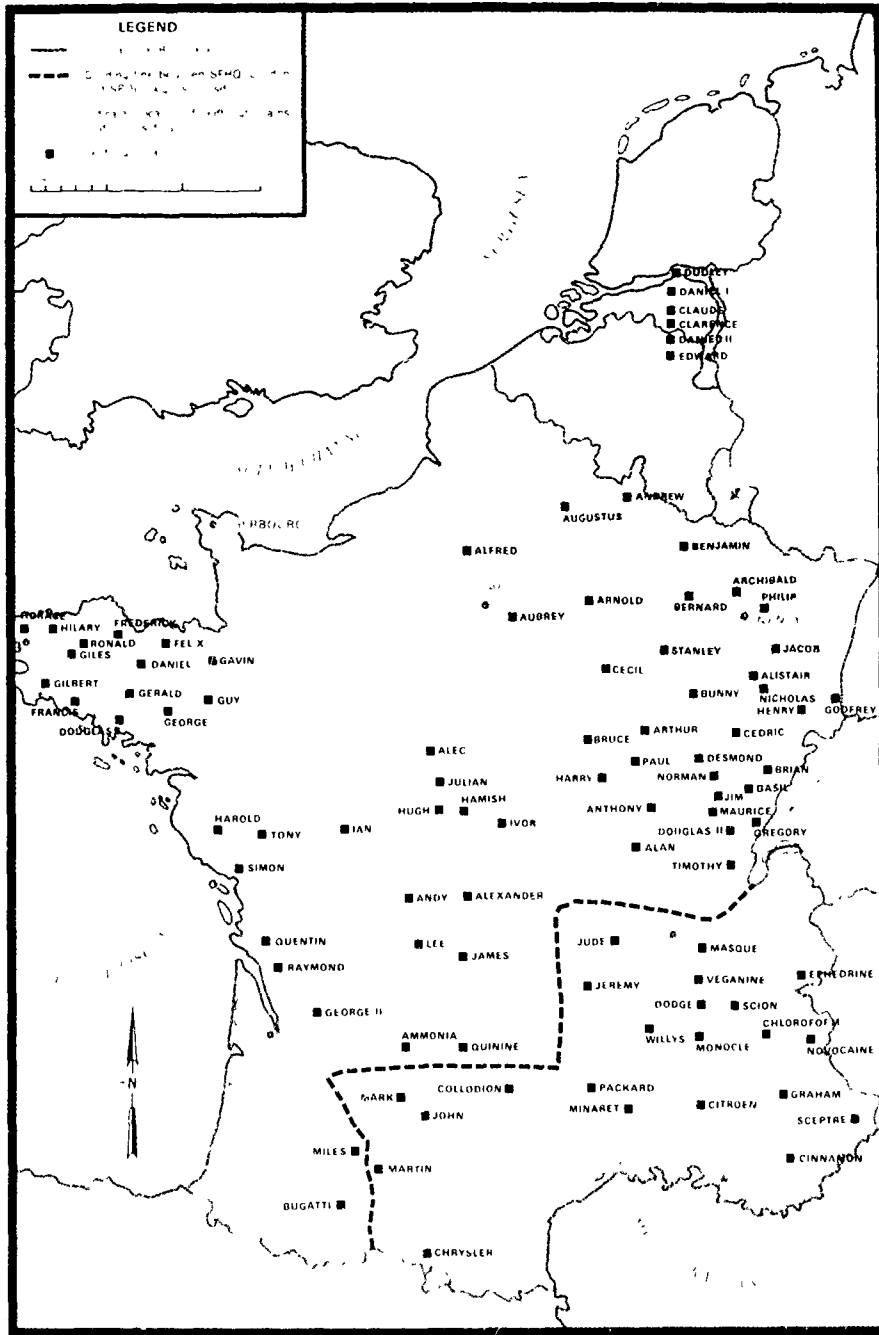 LEGEND
SFHQ
DUDLEY
DANIEL I
CLAUDE
CLARENCE
DANIEL II
EDWARD
ANDREW
AUGUSTUS
BENJAMIN
ALFRED
ARCHIBALD
PHILIP
BERNARD
ARNOLD
AUBREY
HORACE
HILARY
FREDERICK
RONALD
FELIX
GILES
DANIEL
GAVIN
STANLEY
JACOB
CECIL
ALISTAIR
GILBERT
GERALD
GUY
BUNNY
NICHOLAS
HENRY
GODFREY
FRANCIS
GEORGE
DOUGLAS
ARTHUR
CEDRIC
BRUCE
ALEC
PAUL
DESMOND
BRIAN
HARRY
NORMAN
JULIAN
BASIL
JIM
HAMISH
HUGH
ANTHONY
MAURICE
IVOR
GREGORY
HAROLD
TONY
IAN
DOUGLAS II
ALAN
SIMON
TIMOTHY
ANDY
ALEXANDER
QUENTIN
LEE
JUDE
MASQUE
JAMES
RAYMOND
VEGANINE
EPHEDRINE
JEREMY
DODGE
SCION
GEORGE II
CHLOROFORM
WILLYS
MONOCLE
NOVOCAINE
AMMONIA
QUININE
COLLODION
PACKARD
GRAHAM
MARK
MINARET
CITROEN
JOHN
SCEPTRE
MILES
MARTIN
CINNAMON
BUGATTI
CHRYSLER
N